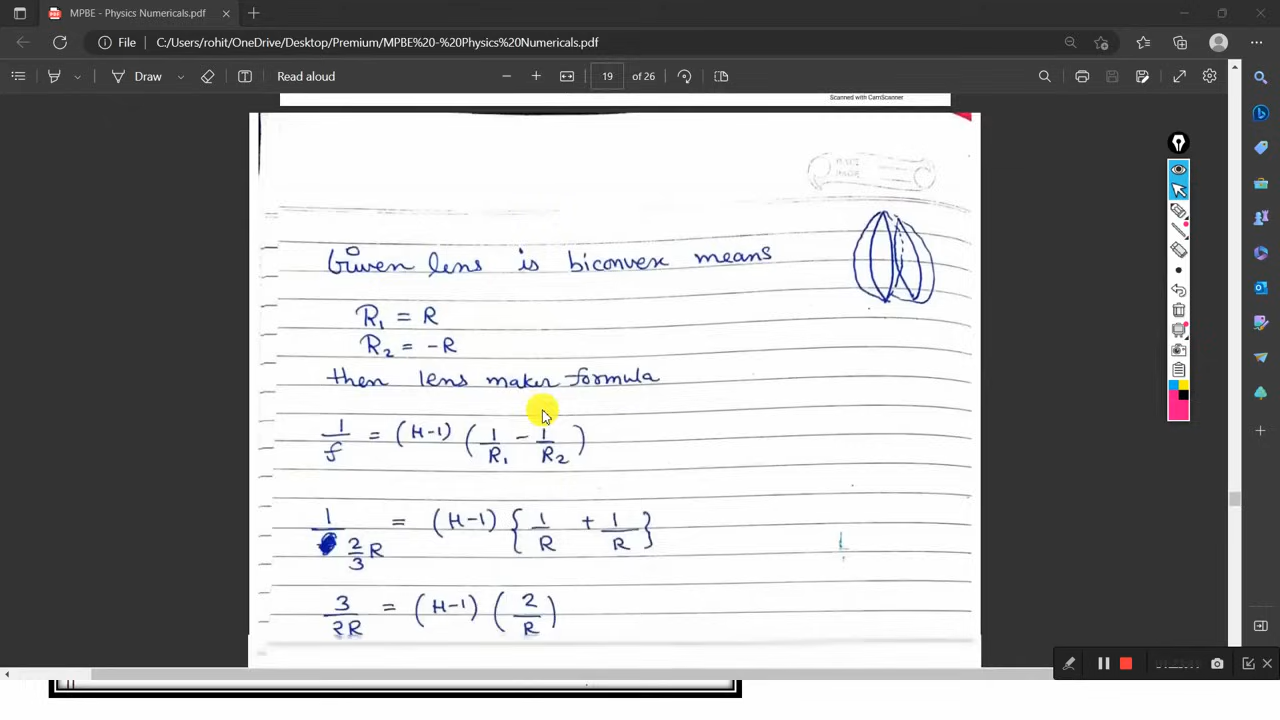 MPBE - Physics Numericals.pdf
File C:/Users/rohit/OneDrive/Desktop/Premium/MPBE%20-%20Physics%20Numericals.pdf
Draw Read aloud 19 of 26
Scanned with CamScanner
Given lens is biconvex means
R₁ = R
R₂ = -R
then lens maker formula
1/f = (μ-1) (1/R₁ - 1/R₂)
1/(2/3 R) = (μ-1) {1/R + 1/R}
3/2R = (μ-1) (2/R)